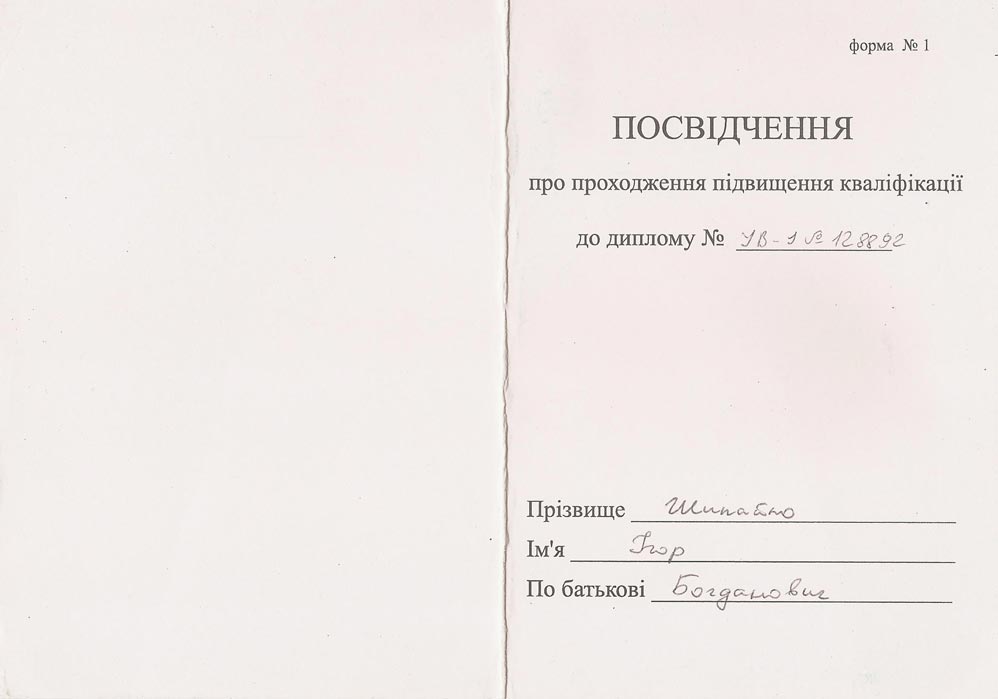 форма № 1
ПОСВІДЧЕННЯ
про проходження підвищення кваліфікації
до диплому № УВ-1 № 128892
Прізвище
Ім'я Ігор
По батькові Богданович